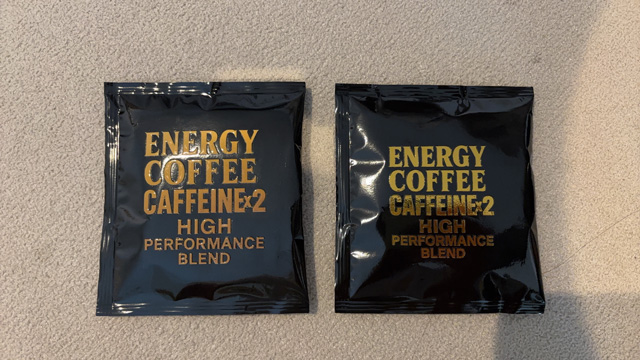 ENERGY
COFFEE
CAFFEINEx2
HIGH
PERFORMANCE
BLEND
ENERGY
COFFEE
CAFFEINEx2
HIGH
PERFORMANCE
BLEND